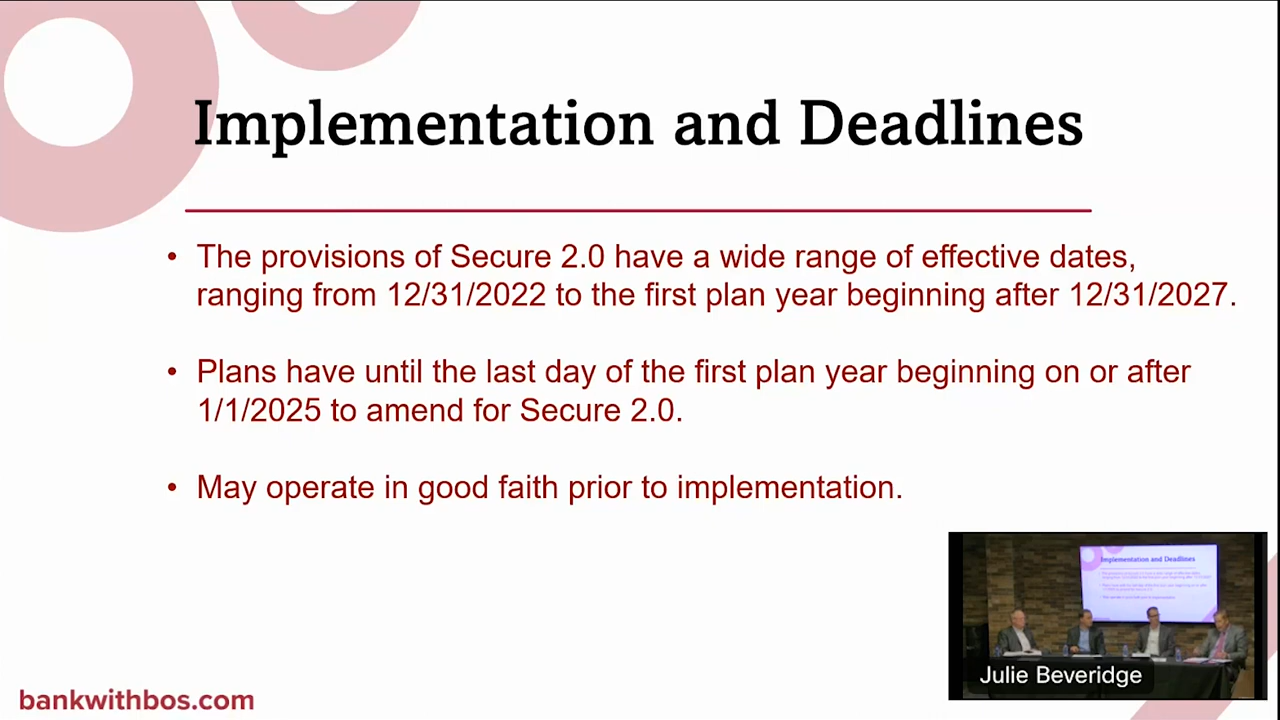 Implementation and Deadlines
• The provisions of Secure 2.0 have a wide range of effective dates,
ranging from 12/31/2022 to the first plan year beginning after 12/31/2027.
• Plans have until the last day of the first plan year beginning on or after
1/1/2025 to amend for Secure 2.0.
• May operate in good faith prior to implementation.
Implementation and Deadlines
Julie Beveridge
bankwithbos.com